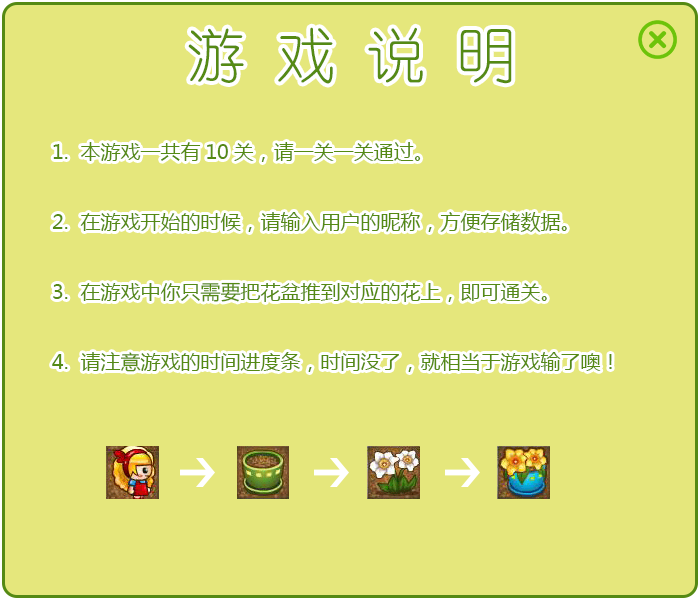 游戏说明
1. 本游戏一共有10关，请一关一关通过。
2. 在游戏开始的时候，请输入用户的昵称，方便存储数据。
3. 在游戏中你只需要把花盆推到对应的花上，即可通关。
4. 请注意游戏的时间进度条，时间没了，就相当于游戏输了噢！